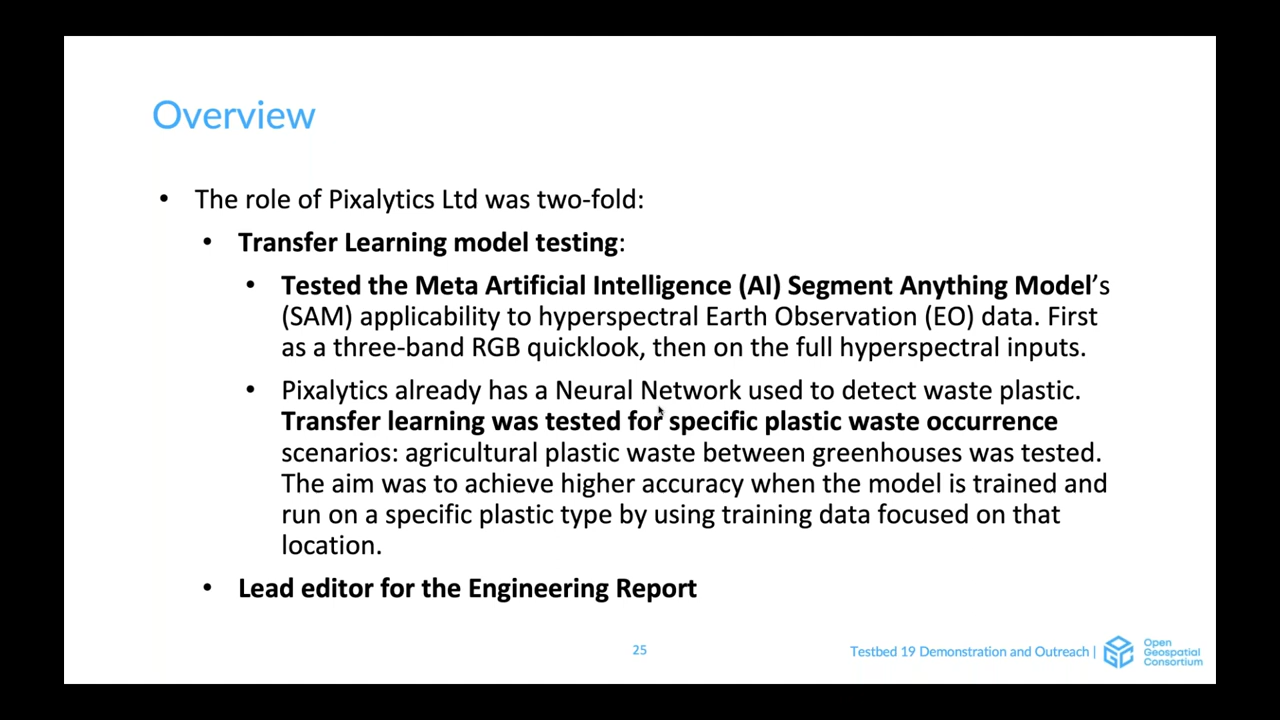 Overview
• The role of Pixalytics Ltd was two-fold:
• Transfer Learning model testing:
• Tested the Meta Artificial Intelligence (AI) Segment Anything Model’s
(SAM) applicability to hyperspectral Earth Observation (EO) data. First
as a three-band RGB quicklook, then on the full hyperspectral inputs.
• Pixalytics already has a Neural Network used to detect waste plastic.
Transfer learning was tested for specific plastic waste occurrence
scenarios: agricultural plastic waste between greenhouses was tested.
The aim was to achieve higher accuracy when the model is trained and
run on a specific plastic type by using training data focused on that
location.
• Lead editor for the Engineering Report
25
Testbed 19 Demonstration and Outreach |
Open
Geospatial
Consortium